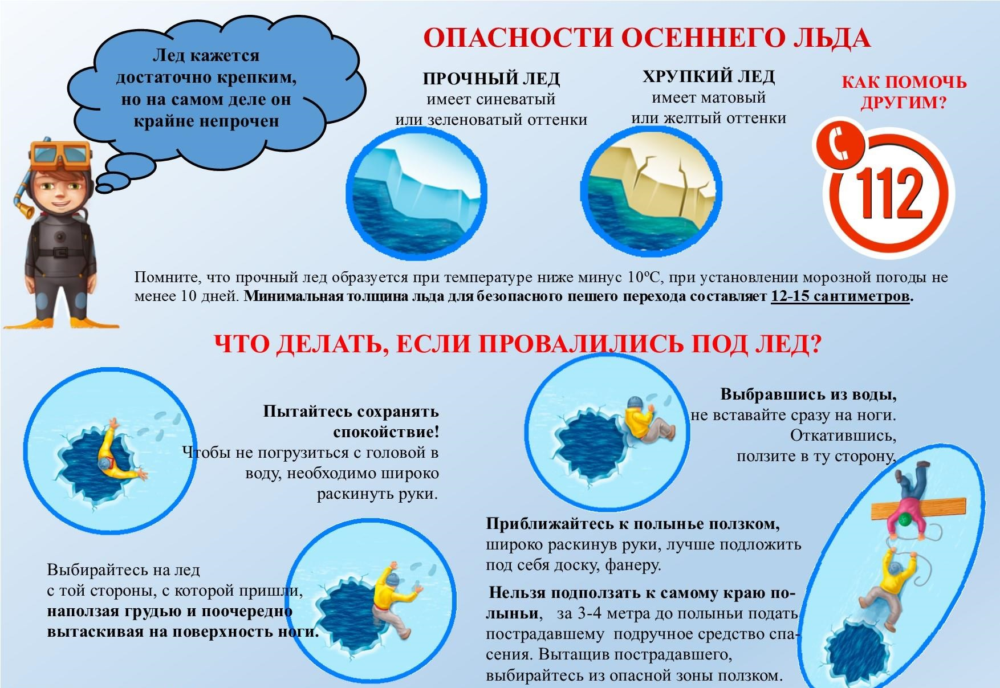 Лед кажется
достаточно крепким,
но на самом деле он
крайне непрочен
ОПАСНОСТИ ОСЕННЕГО ЛЬДА
ПРОЧНЫЙ ЛЕД
имеет синеватый
или зеленоватый оттенки
ХРУПКИЙ ЛЕД
имеет матовый
или желтый оттенки
КАК ПОМОЧЬ
ДРУГИМ?
112
Помните, что прочный лед образуется при температуре ниже минус 10ºС, при установлении морозной погоды не
менее 10 дней. Минимальная толщина льда для безопасного пешего перехода составляет 12-15 сантиметров.
ЧТО ДЕЛАТЬ, ЕСЛИ ПРОВАЛИЛИСЬ ПОД ЛЕД?
Пытайтесь сохранять
спокойствие!
Чтобы не погрузиться с головой в
воду, необходимо широко
раскинуть руки.
Выбирайтесь на лед
с той стороны, с которой пришли,
наползая грудью и поочередно
вытаскивая на поверхность ноги.
Выбравшись из воды,
не вставайте сразу на ноги.
Откатившись,
ползите в ту сторону,
Приближайтесь к полынье ползком,
широко раскинув руки, лучше подложить
под себя доску, фанеру.
Нельзя подползать к самому краю по-
лыньи, за 3-4 метра до полыньи подать
пострадавшему подручное средство спа-
сения. Вытащив пострадавшего,
выбирайтесь из опасной зоны ползком.